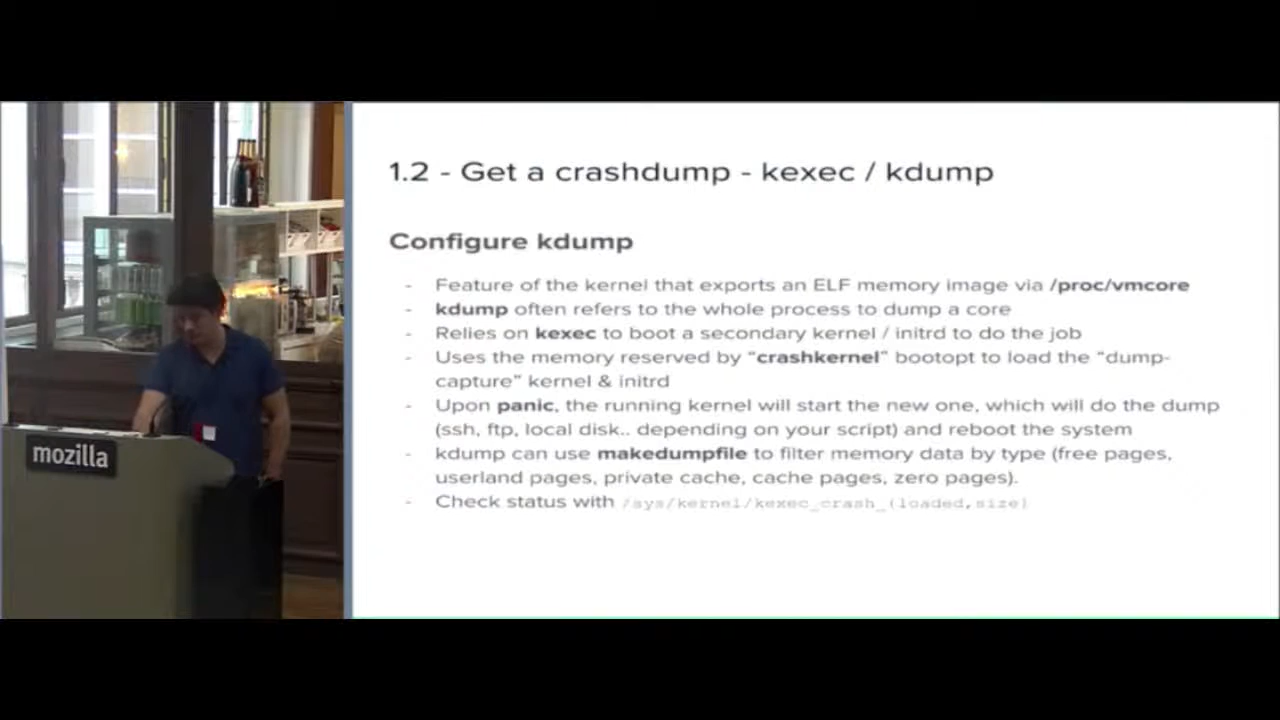 mozilla
1.2 - Get a crashdump - kexec / kdump
Configure kdump
- Feature of the kernel that exports an ELF memory image via /proc/vmcore
- kdump often refers to the whole process to dump a core
- Relies on kexec to boot a secondary kernel / initrd to do the job
- Uses the memory reserved by “crashkernel” bootopt to load the “dump-
capture” kernel & initrd
- Upon panic, the running kernel will start the new one, which will do the dump
(ssh, ftp, local disk.. depending on your script) and reboot the system
- kdump can use makedumpfile to filter memory data by type (free pages,
userland pages, private cache, cache pages, zero pages).
- Check status with /sys/kernel/kexec_crash_(loaded,size)